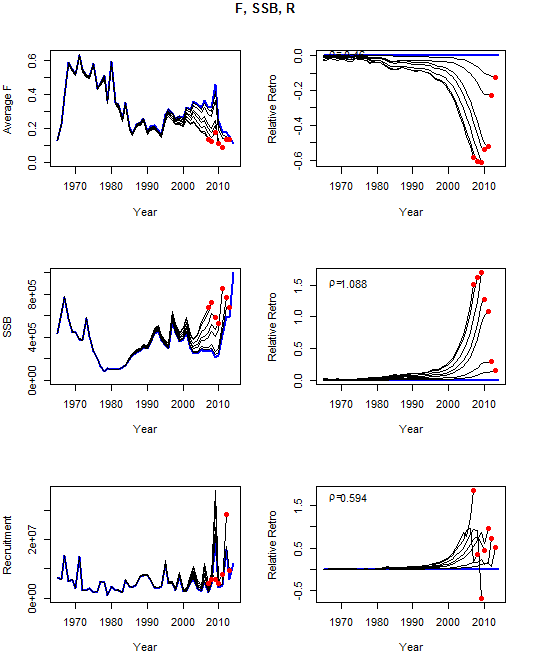 F, SSB, R
Average F
0.0 0.2 0.4 0.6
1970 1980 1990 2000 2010
Year
Relative Retro
-0.6 -0.4 -0.2 0.0
1970 1980 1990 2000 2010
Year
SSB
0e+00 4e+05 8e+05
1970 1980 1990 2000 2010
Year
Relative Retro
0.0 0.5 1.0 1.5
ρ=1.088
1970 1980 1990 2000 2010
Year
Recruitment
0e+00 2e+07
1970 1980 1990 2000 2010
Year
Relative Retro
-0.5 0.5 1.5
ρ=0.594
1970 1980 1990 2000 2010
Year